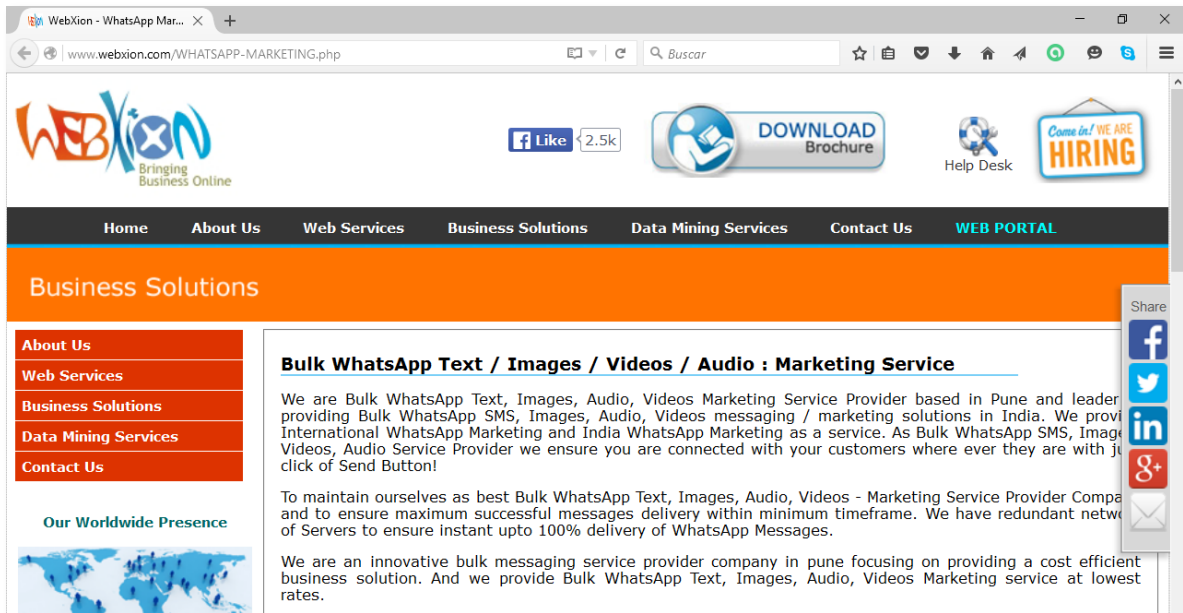 WebXion - WhatsApp Mar...
www.webxion.com/WHATSAPP-MARKETING.php
Buscar
WEBXION
Bringing
Business Online
Like 2.5k
DOWNLOAD
Brochure
Help Desk
Come in! WE ARE
HIRING
Home About Us Web Services Business Solutions Data Mining Services Contact Us WEB PORTAL
Business Solutions
Share
About Us
Web Services
Business Solutions
Data Mining Services
Contact Us
Our Worldwide Presence
Bulk WhatsApp Text / Images / Videos / Audio : Marketing Service
We are Bulk WhatsApp Text, Images, Audio, Videos Marketing Service Provider based in Pune and leader
providing Bulk WhatsApp SMS, Images, Audio, Videos messaging / marketing solutions in India. We provi
International WhatsApp Marketing and India WhatsApp Marketing as a service. As Bulk WhatsApp SMS, Image
Videos, Audio Service Provider we ensure you are connected with your customers where ever they are with ju
click of Send Button!
To maintain ourselves as best Bulk WhatsApp Text, Images, Audio, Videos - Marketing Service Provider Compa
and to ensure maximum successful messages delivery within minimum timeframe. We have redundant netwo
of Servers to ensure instant upto 100% delivery of WhatsApp Messages.
We are an innovative bulk messaging service provider company in pune focusing on providing a cost efficient
business solution. And we provide Bulk WhatsApp Text, Images, Audio, Videos Marketing service at lowest
rates.